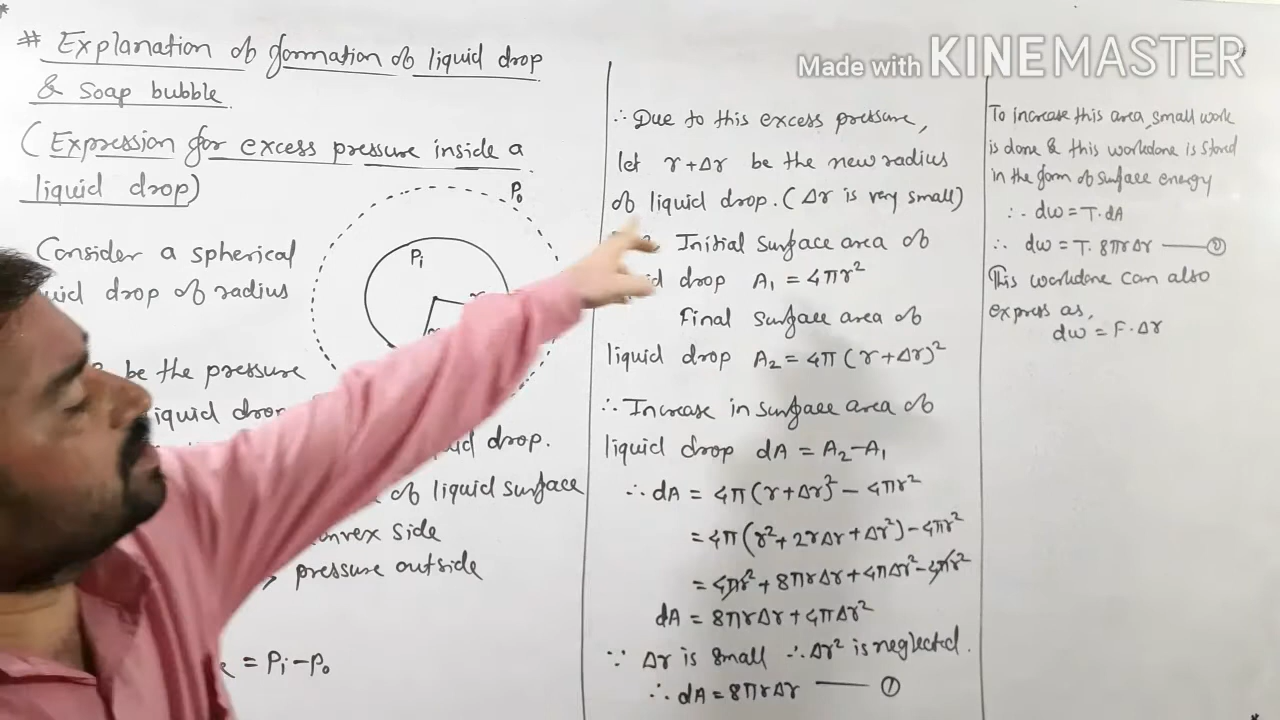 # Explanation of formation of liquid drop
& soap bubble
(Expression for excess pressure inside a
liquid drop)
Consider a spherical
drop of radius
be the pressure
liquid drop
liquid drop.
of liquid surface
convex side
pressure outside
= Pi - Po
Po
Pi
∴ Due to this excess pressure,
let r+Δr be the new radius
of liquid drop. (Δr is very small)
Initial surface area of
drop A₁ = 4πr²
Final surface area of
liquid drop A₂ = 4π(r+Δr)²
∴ Increase in surface area of
liquid drop dA = A₂-A₁
∴ dA = 4π(r+Δr)² - 4πr²
= 4π(r²+2rΔr+Δr²) - 4πr²
= 4πr² + 8πrΔr + 4πΔr² - 4πr²
dA = 8πrΔr + 4πΔr²
∵ Δr is small ∴ Δr² is neglected.
∴ dA = 8πrΔr —— ①
Made with KINEMASTER
To increase this area, small work
is done & this workdone is stored
in the form of surface energy
∴ dw = T·dA
∴ dw = T·8πrΔr —— ②
This workdone can also
express as,
dw = F·Δr